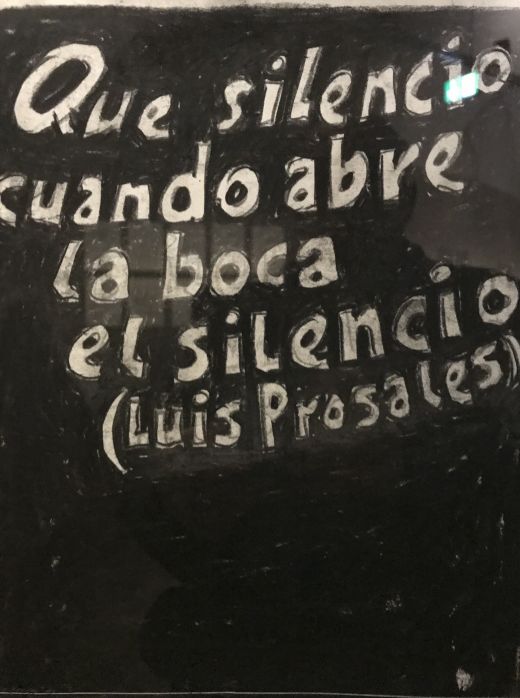 Que silencio
cuando abre
la boca
el silencio
(Luis Prosales)